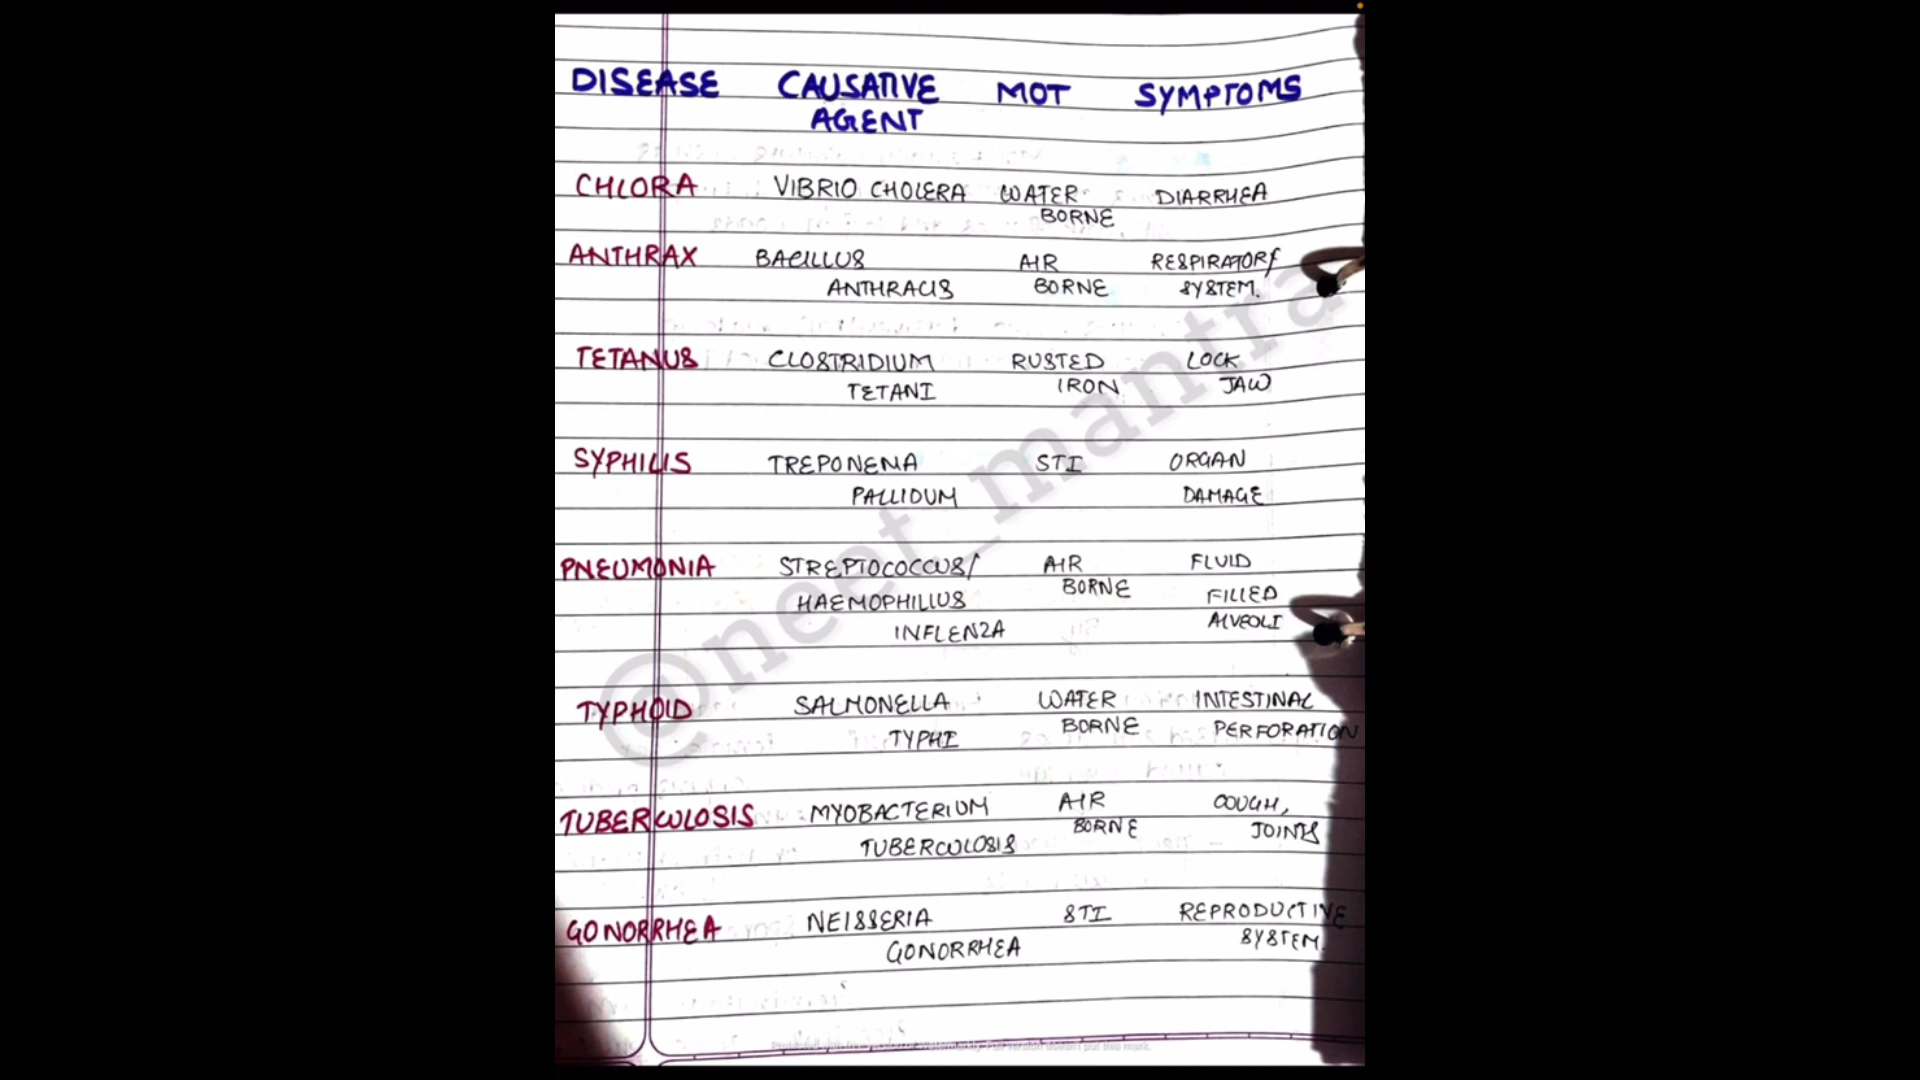 DISEASE CAUSATIVE MOT SYMPTOMS
AGENT
CHLORA VIBRIO CHOLERA WATER DIARRHEA
BORNE
ANTHRAX BACILLUS AIR RESPIRATORY
ANTHRACIS BORNE SYSTEM.
TETANUS CLOSTRIDIUM RUSTED LOCK
TETANI IRON JAW
SYPHILIS TREPONEMA STI ORGAN
PALLIDUM DAMAGE
PNEUMONIA STREPTOCOCCUS/ AIR FLUID
HAEMOPHILLUS BORNE FILLED
INFLENZA ALVEOLI
TYPHOID SALMONELLA WATER INTESTINAL
TYPHI BORNE PERFORATION
TUBERCULOSIS MYOBACTERIUM AIR COUGH,
TUBERCULOSIS BORNE JOINTS
GONORRHEA NEISSERIA STI REPRODUCTIVE
GONORRHEA SYSTEM.
@neet_mantra